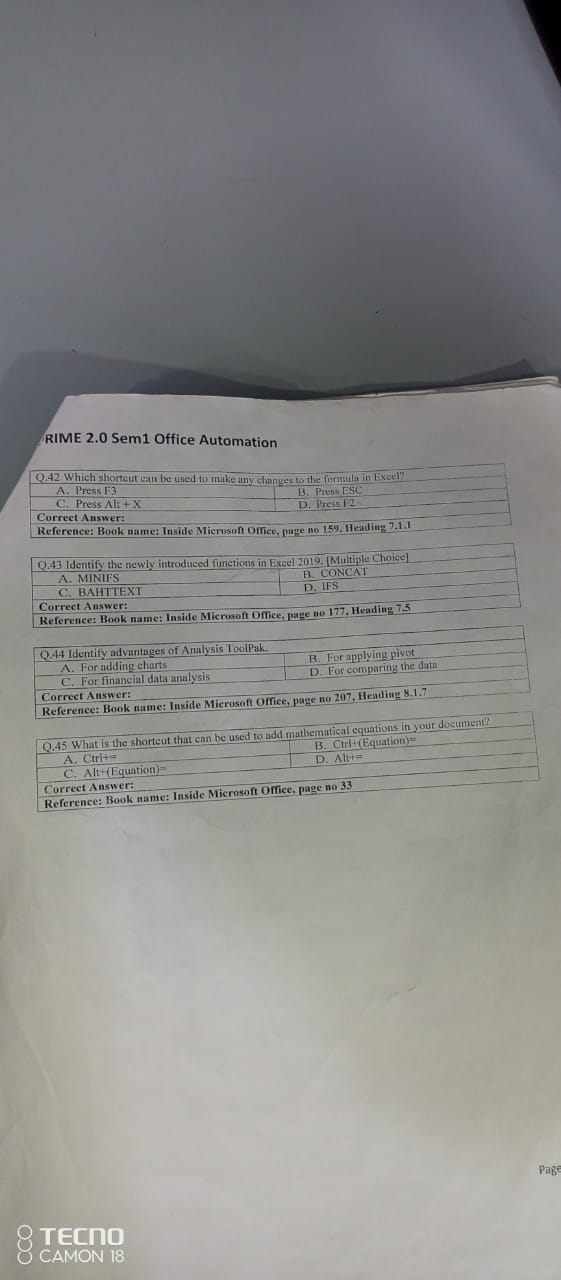 RIME 2.0 Sem1 Office Automation
Q.42 Which shortcut can be used to make any changes to the formula in Excel?
A. Press F3
B. Press ESC
C. Press Alt + X
D. Press F2
Correct Answer:
Reference: Book name: Inside Microsoft Office, page no 159, Heading 7.1.1
Q.43 Identify the newly introduced functions in Excel 2019. [Multiple Choice]
A. MINIFS
B. CONCAT
C. BAHTTEXT
D. IFS
Correct Answer:
Reference: Book name: Inside Microsoft Office, page no 177, Heading 7.5
Q.44 Identify advantages of Analysis ToolPak.
A. For adding charts
B. For applying pivot
C. For financial data analysis
D. For comparing the data
Correct Answer:
Reference: Book name: Inside Microsoft Office, page no 207, Heading 8.1.7
Q.45 What is the shortcut that can be used to add mathematical equations in your document?
A. Ctrl+=
B. Ctrl+(Equation)=
C. Alt+(Equation)=
D. Alt+=
Correct Answer:
Reference: Book name: Inside Microsoft Office, page no 33
Page
TECNO
CAMON 18